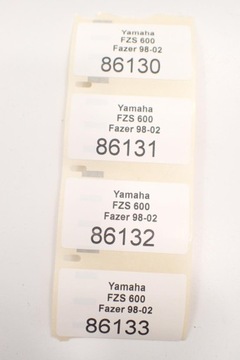 Yamaha
FZS 600
Fazer 98-02
86130
Yamaha
FZS 600
Fazer 98-02
86131
Yamaha
FZS 600
Fazer 98-02
86132
Yamaha
FZS 600
Fazer 98-02
86133